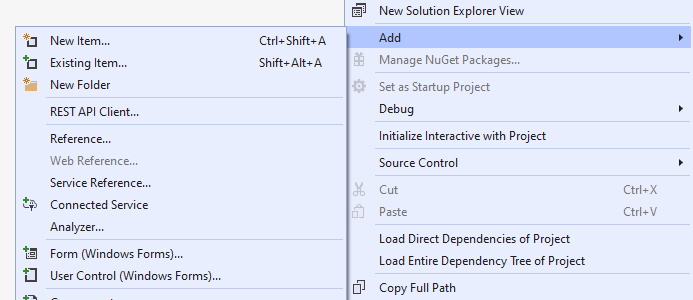 New Solution Explorer View
Add
Manage NuGet Packages...
Set as Startup Project
Debug
Initialize Interactive with Project
Source Control
Cut Ctrl+X
Paste Ctrl+V
Load Direct Dependencies of Project
Load Entire Dependency Tree of Project
Copy Full Path
New Item... Ctrl+Shift+A
Existing Item... Shift+Alt+A
New Folder
REST API Client...
Reference...
Web Reference...
Service Reference...
Connected Service
Analyzer...
Form (Windows Forms)...
User Control (Windows Forms)...